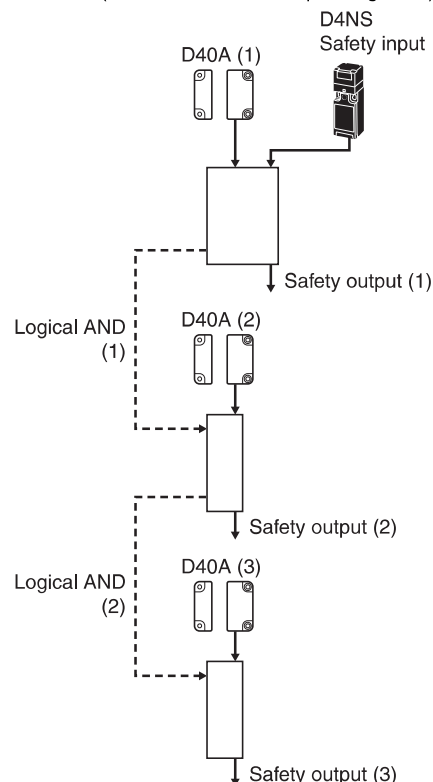 D4NS
Safety input
D40A (1)
Safety output (1)
Logical AND
(1)
D40A (2)
Safety output (2)
Logical AND
(2)
D40A (3)
Safety output (3)